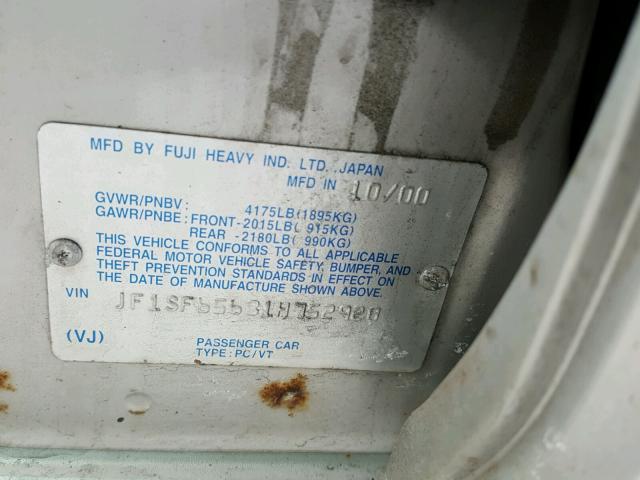 MFD BY FUJI HEAVY IND. LTD. JAPAN
MFD IN 10/00
GVWR/PNBV 4175LB(1895KG)
GAWR/PNBE: FRONT-2015LB( 915KG)
REAR -2180LB( 990KG)
THIS VEHICLE CONFORMS TO ALL APPLICABLE
FEDERAL MOTOR VEHICLE SAFETY, BUMPER, AND
THEFT PREVENTION STANDARDS IN EFFECT ON
THE DATE OF MANUFACTURE SHOWN ABOVE.
VIN
(VJ) PASSENGER CAR
TYPE: PC/VT